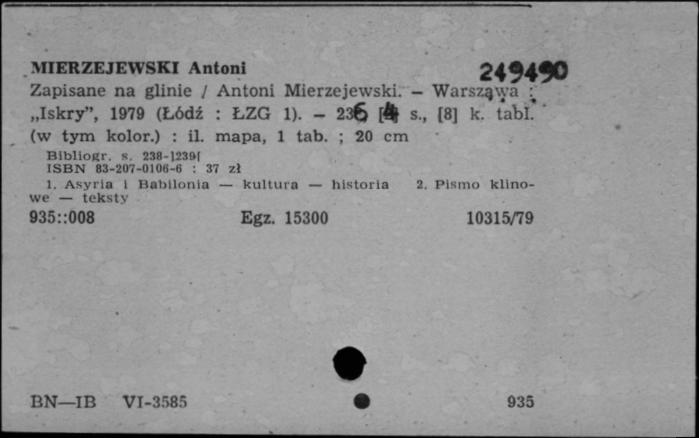 MIERZEJEWSKI Antoni
249490
Zapisane na glinie / Antoni Mierzejewski. — Warszawa :
„Iskry”, 1979 (Łódź : ŁZG 1). — 236, [4] s., [8] k. tabl.
(w tym kolor.) : il. mapa, 1 tab. ; 20 cm
Bibliogr. s. 238-]239[
ISBN 83-207-0106-6 : 37 zł
1. Asyria i Babilonia — kultura — historia 2. Pismo klino-
we — teksty
935::008 Egz. 15300 10315/79
BN—IB VI-3585 935